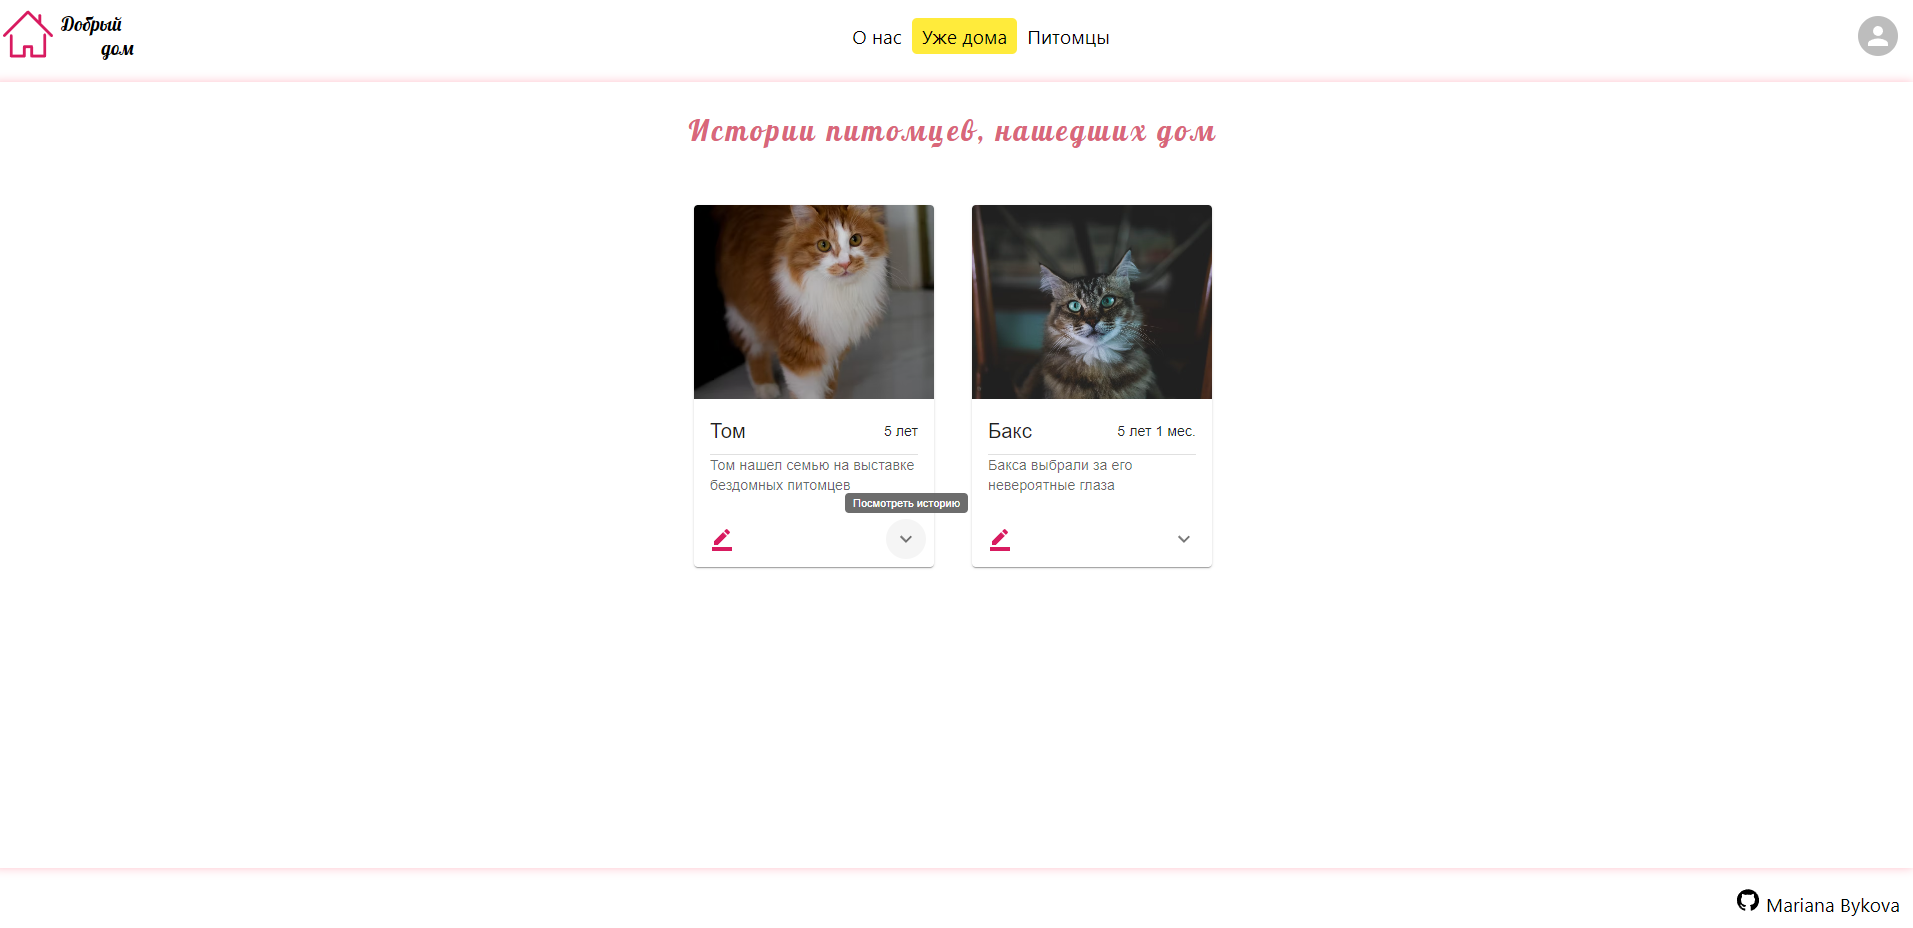 Добрый
дом
О нас
Уже дома
Питомцы
Истории питомцев, нашедших дом
Том
5 лет
Том нашел семью на выставке
бездомных питомцев
Посмотреть историю
Бакс
5 лет 1 мес.
Бакса выбрали за его
невероятные глаза
Mariana Bykova